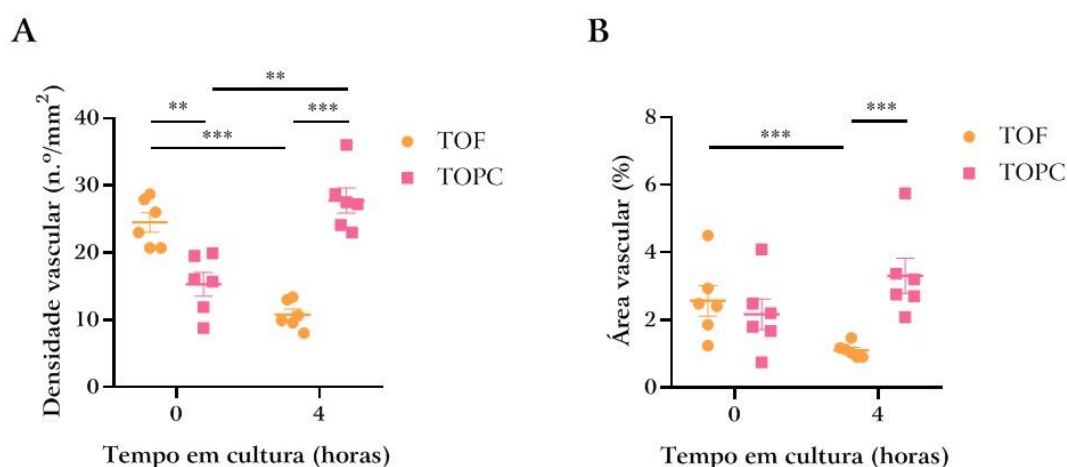 A
**
**
***
***
TOF
TOPC
Densidade vascular (n.º/mm²)
40
30
20
10
0
0
4
Tempo em cultura (horas)
B
***
***
TOF
TOPC
Área vascular (%)
8
6
4
2
0
0
4
Tempo em cultura (horas)